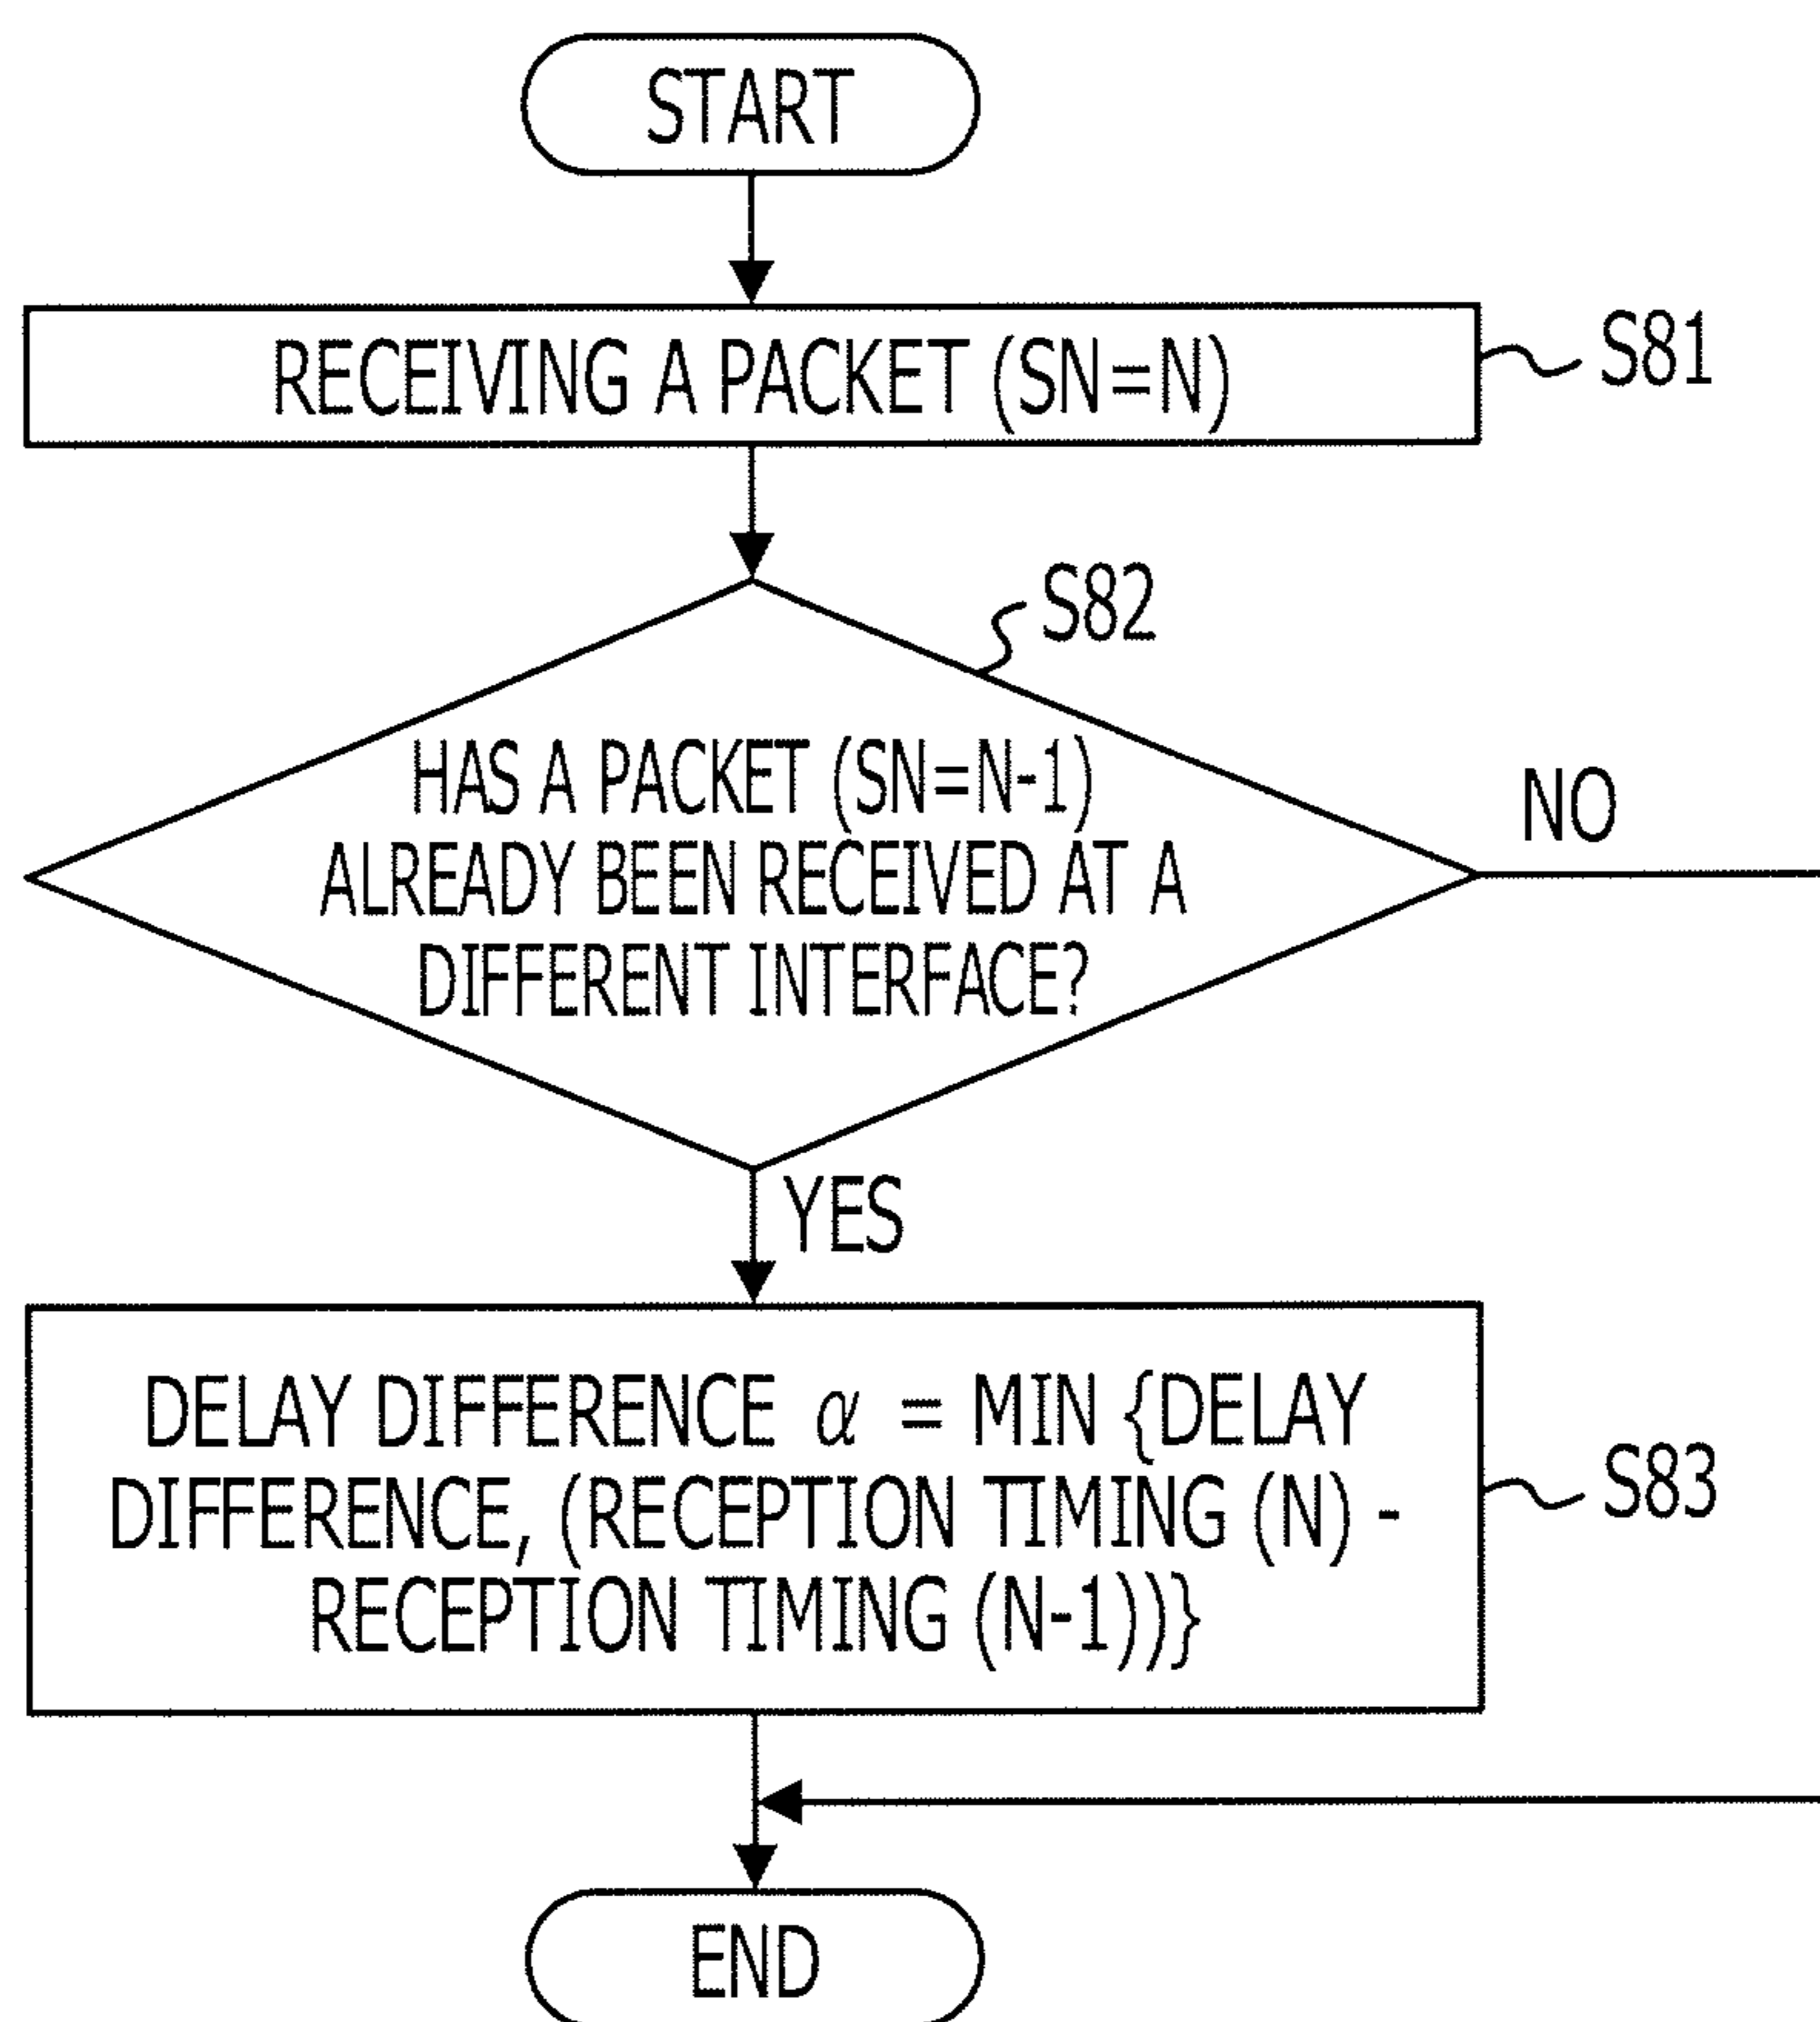 START
RECEIVING A PACKET (SN=N)
S81
S82
HAS A PACKET (SN=N-1)
ALREADY BEEN RECEIVED AT A
DIFFERENT INTERFACE?
NO
YES
DELAY DIFFERENCE α = MIN {DELAY
DIFFERENCE, (RECEPTION TIMING (N) -
RECEPTION TIMING (N-1))}
S83
END